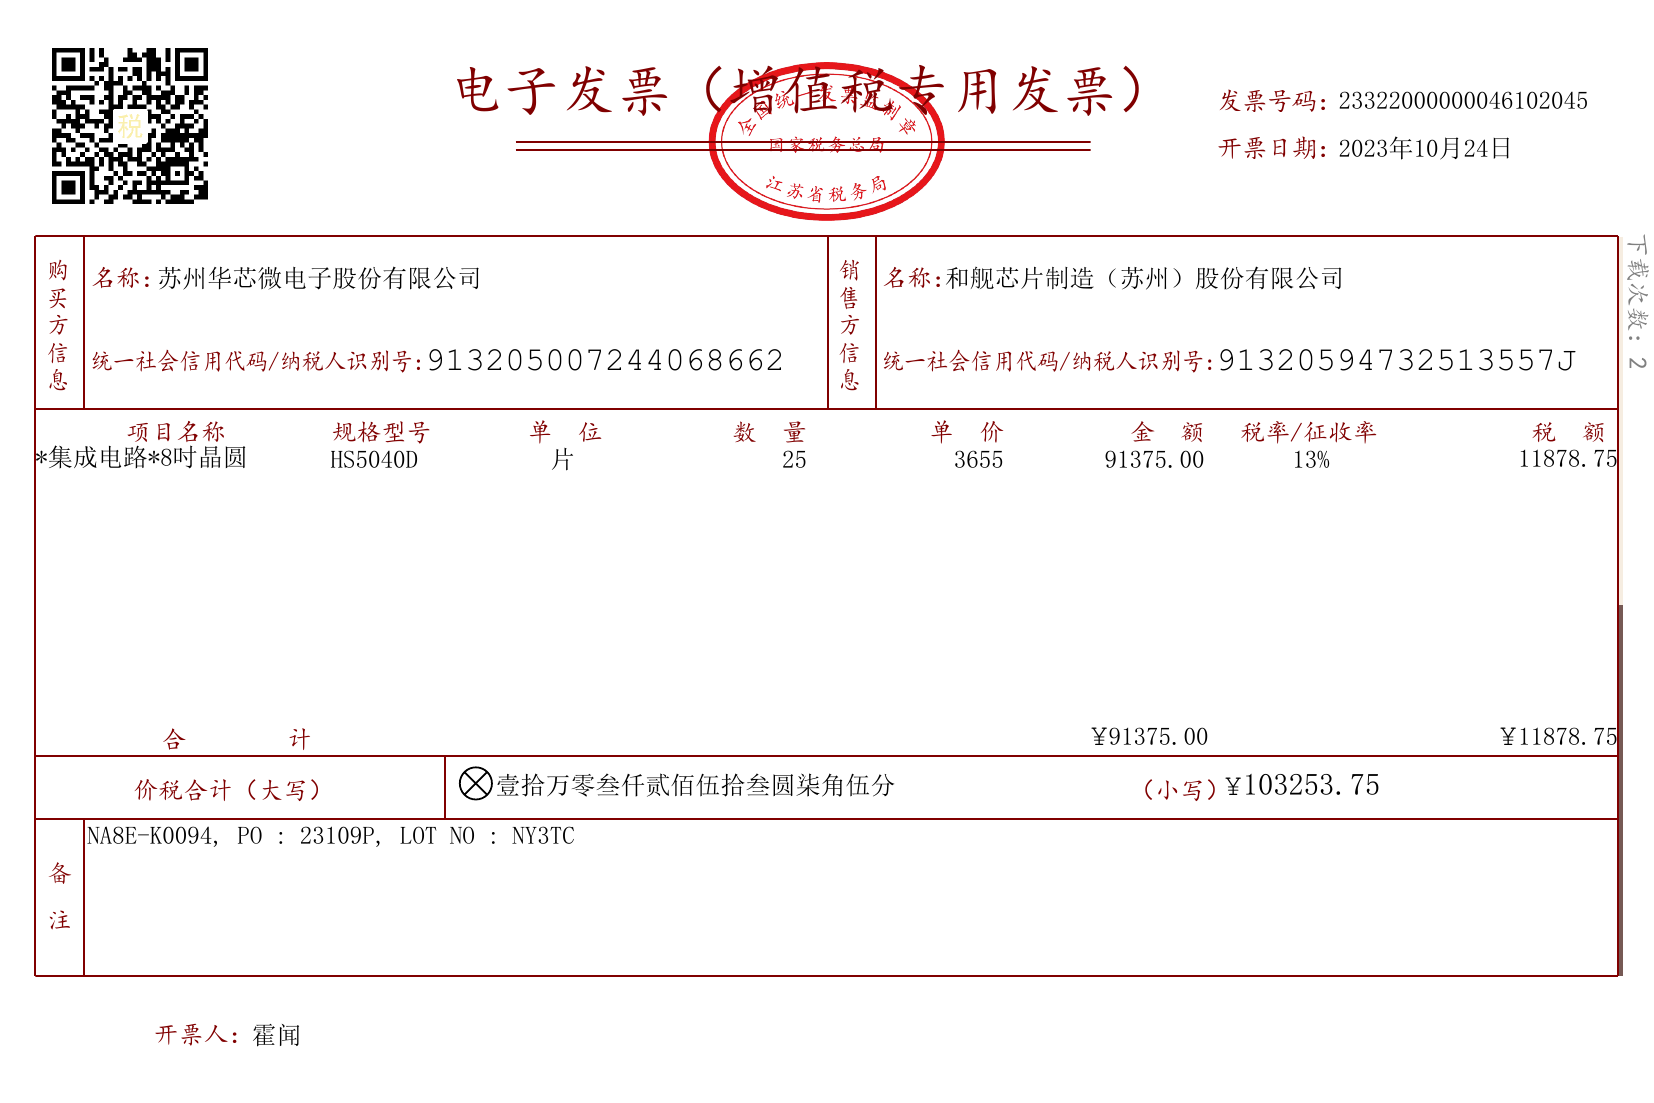 电子发票（增值税专用发票）
税
全国统一发票监制章
国家税务总局
江苏省税务局
发票号码：23322000000046102045
开票日期：2023年10月24日
下载次数：2
购买方信息
名称：苏州华芯微电子股份有限公司
统一社会信用代码/纳税人识别号：913205007244068662
销售方信息
名称：和舰芯片制造（苏州）股份有限公司
统一社会信用代码/纳税人识别号：91320594732513557J
项目名称 规格型号 单位 数量 单价 金额 税率/征收率 税额
*集成电路*8吋晶圆 HS5040D 片 25 3655 91375.00 13% 11878.75
合计 ¥91375.00 ¥11878.75
价税合计（大写） 壹拾万零叁仟贰佰伍拾叁圆柒角伍分 （小写）¥103253.75
备注
NA8E-K0094, PO : 23109P, LOT NO : NY3TC
开票人：霍闻